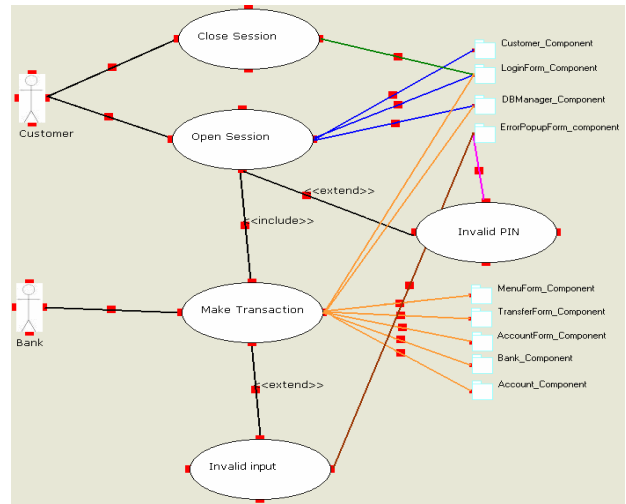 Close Session
Customer_Component
LoginForm_Component
DBManager_Component
ErrorPopupForm_component
Customer
Open Session
<<extend>>
<<include>>
Invalid PIN
MenuForm_Component
TransferForm_Component
AccountForm_Component
Bank_Component
Account_Component
Make Transaction
Bank
<<extend>>
Invalid input